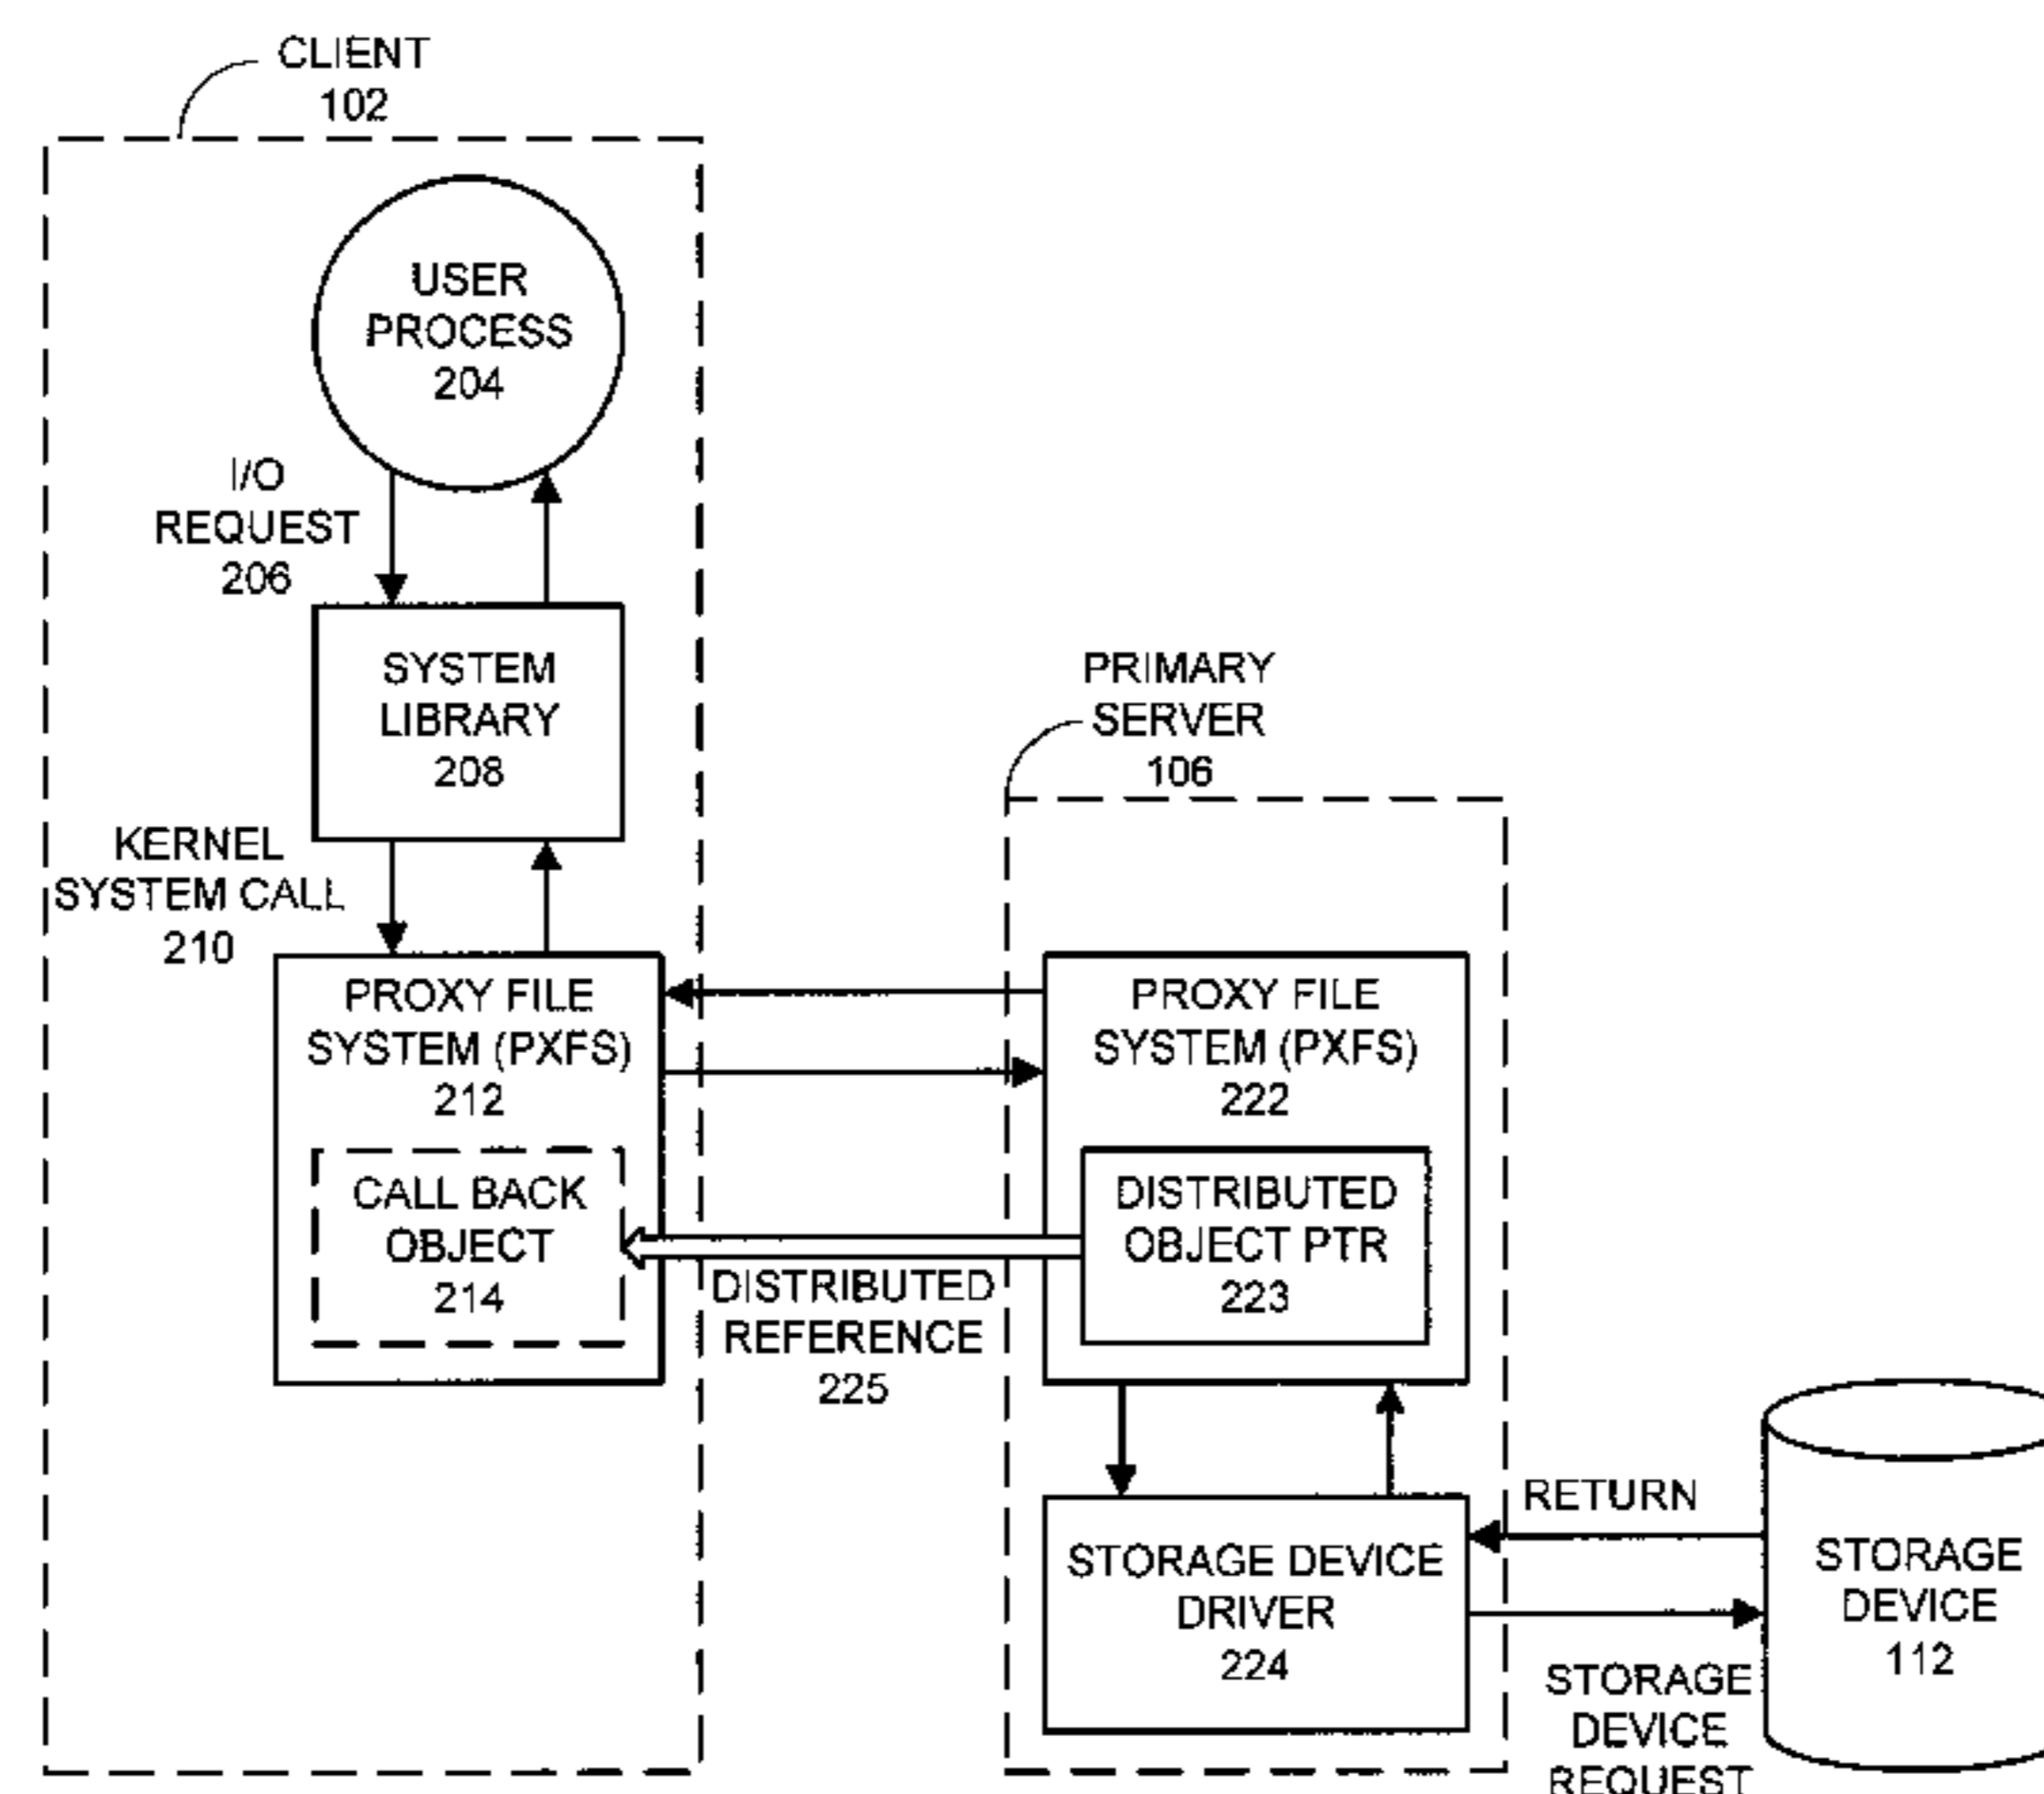 CLIENT
102
USER
PROCESS
204
I/O
REQUEST
206
SYSTEM
LIBRARY
208
KERNEL
SYSTEM CALL
210
PROXY FILE
SYSTEM (PXFS)
212
CALL BACK
OBJECT
214
DISTRIBUTED
REFERENCE
225
PRIMARY
SERVER
106
PROXY FILE
SYSTEM (PXFS)
222
DISTRIBUTED
OBJECT PTR
223
STORAGE DEVICE
DRIVER
224
RETURN
STORAGE
DEVICE
REQUEST
STORAGE
DEVICE
112